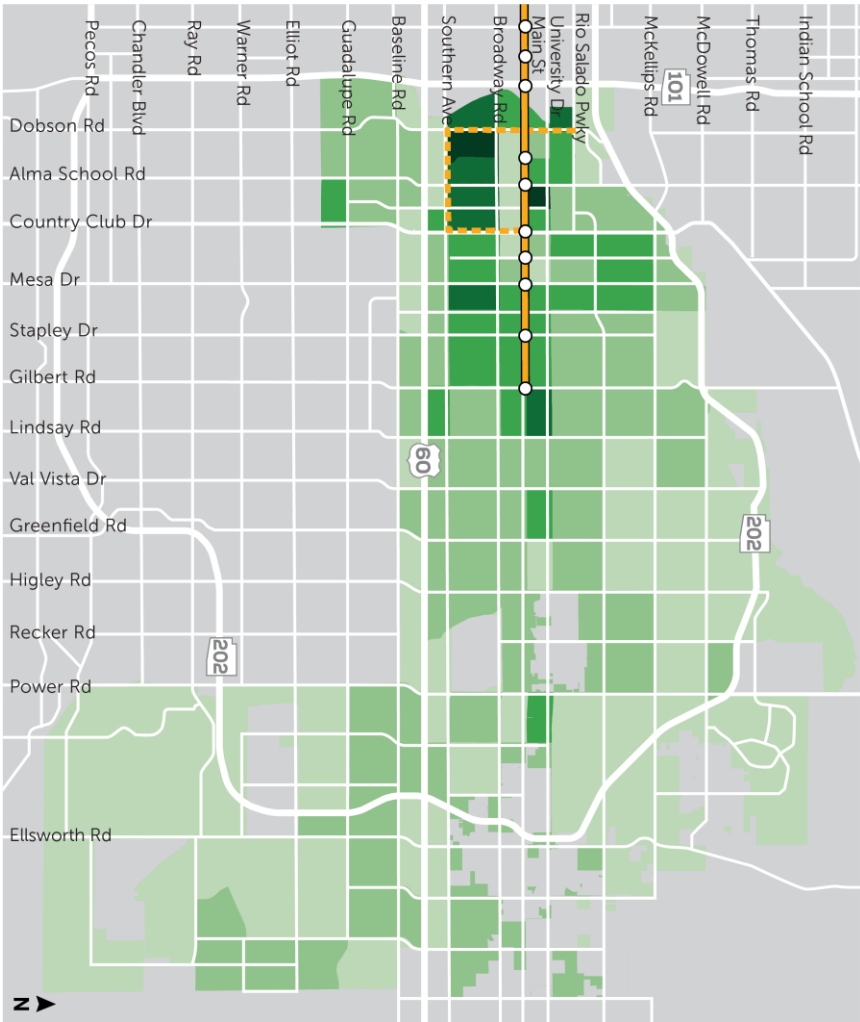 Pecos Rd
Chandler Blvd
Ray Rd
Warner Rd
Elliot Rd
Guadalupe Rd
Baseline Rd
Southern Ave
Broadway Rd
Main St
University Dr
Rio Salado Pwky
McKellips Rd
McDowell Rd
Thomas Rd
Indian School Rd
101
Dobson Rd
Alma School Rd
Country Club Dr
Mesa Dr
Stapley Dr
Gilbert Rd
Lindsay Rd
60
Val Vista Dr
Greenfield Rd
202
Higley Rd
Recker Rd
202
Power Rd
Ellsworth Rd
N